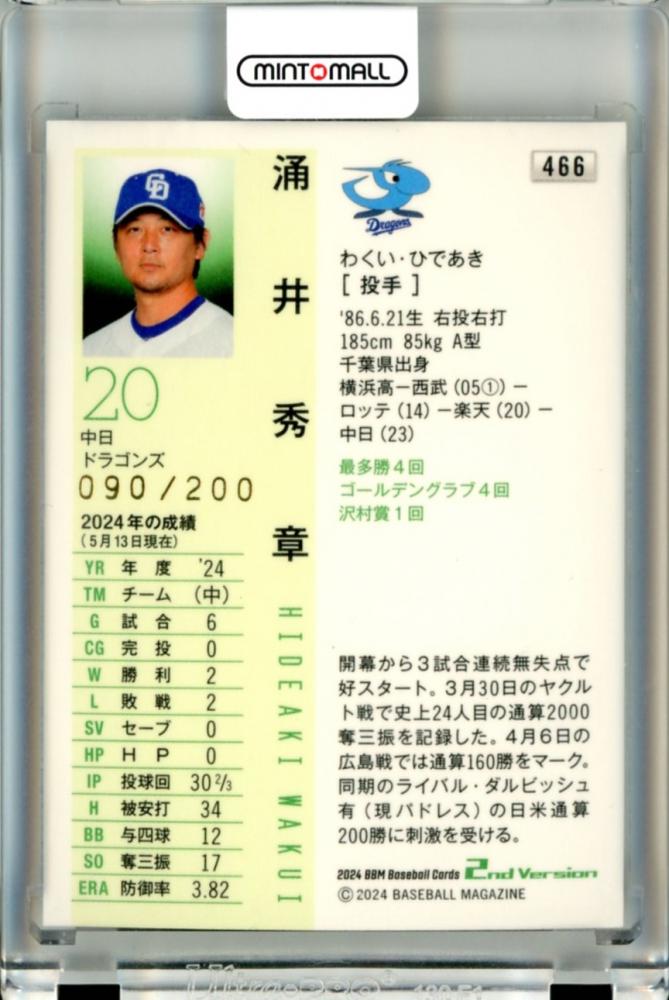 MINT MALL
466
涌井秀章
HIDEAKI WAKUI
Dragons
わくい・ひであき
[ 投手 ]
'86.6.21生 右投右打
185cm 85kg A型
千葉県出身
横浜高ー西武(05①)ー
ロッテ(14)ー楽天(20)ー
中日(23)
最多勝4回
ゴールデングラブ4回
沢村賞1回
20
中日
ドラゴンズ
090/200
2024年の成績
(5月13日現在)
YR 年度 '24
TM チーム (中)
G 試合 6
CG 完投 0
W 勝利 2
L 敗戦 2
SV セーブ 0
HP HP 0
IP 投球回 30 2/3
H 被安打 34
BB 与四球 12
SO 奪三振 17
ERA 防御率 3.82
開幕から3試合連続無失点で
好スタート。3月30日のヤクル
ト戦で史上24人目の通算2000
奪三振を記録した。4月6日の
広島戦では通算160勝をマーク。
同期のライバル・ダルビッシュ
有(現パドレス)の日米通算
200勝に刺激を受ける。
2024 BBM Baseball Cards 2nd Version
©2024 BASEBALL MAGAZINE